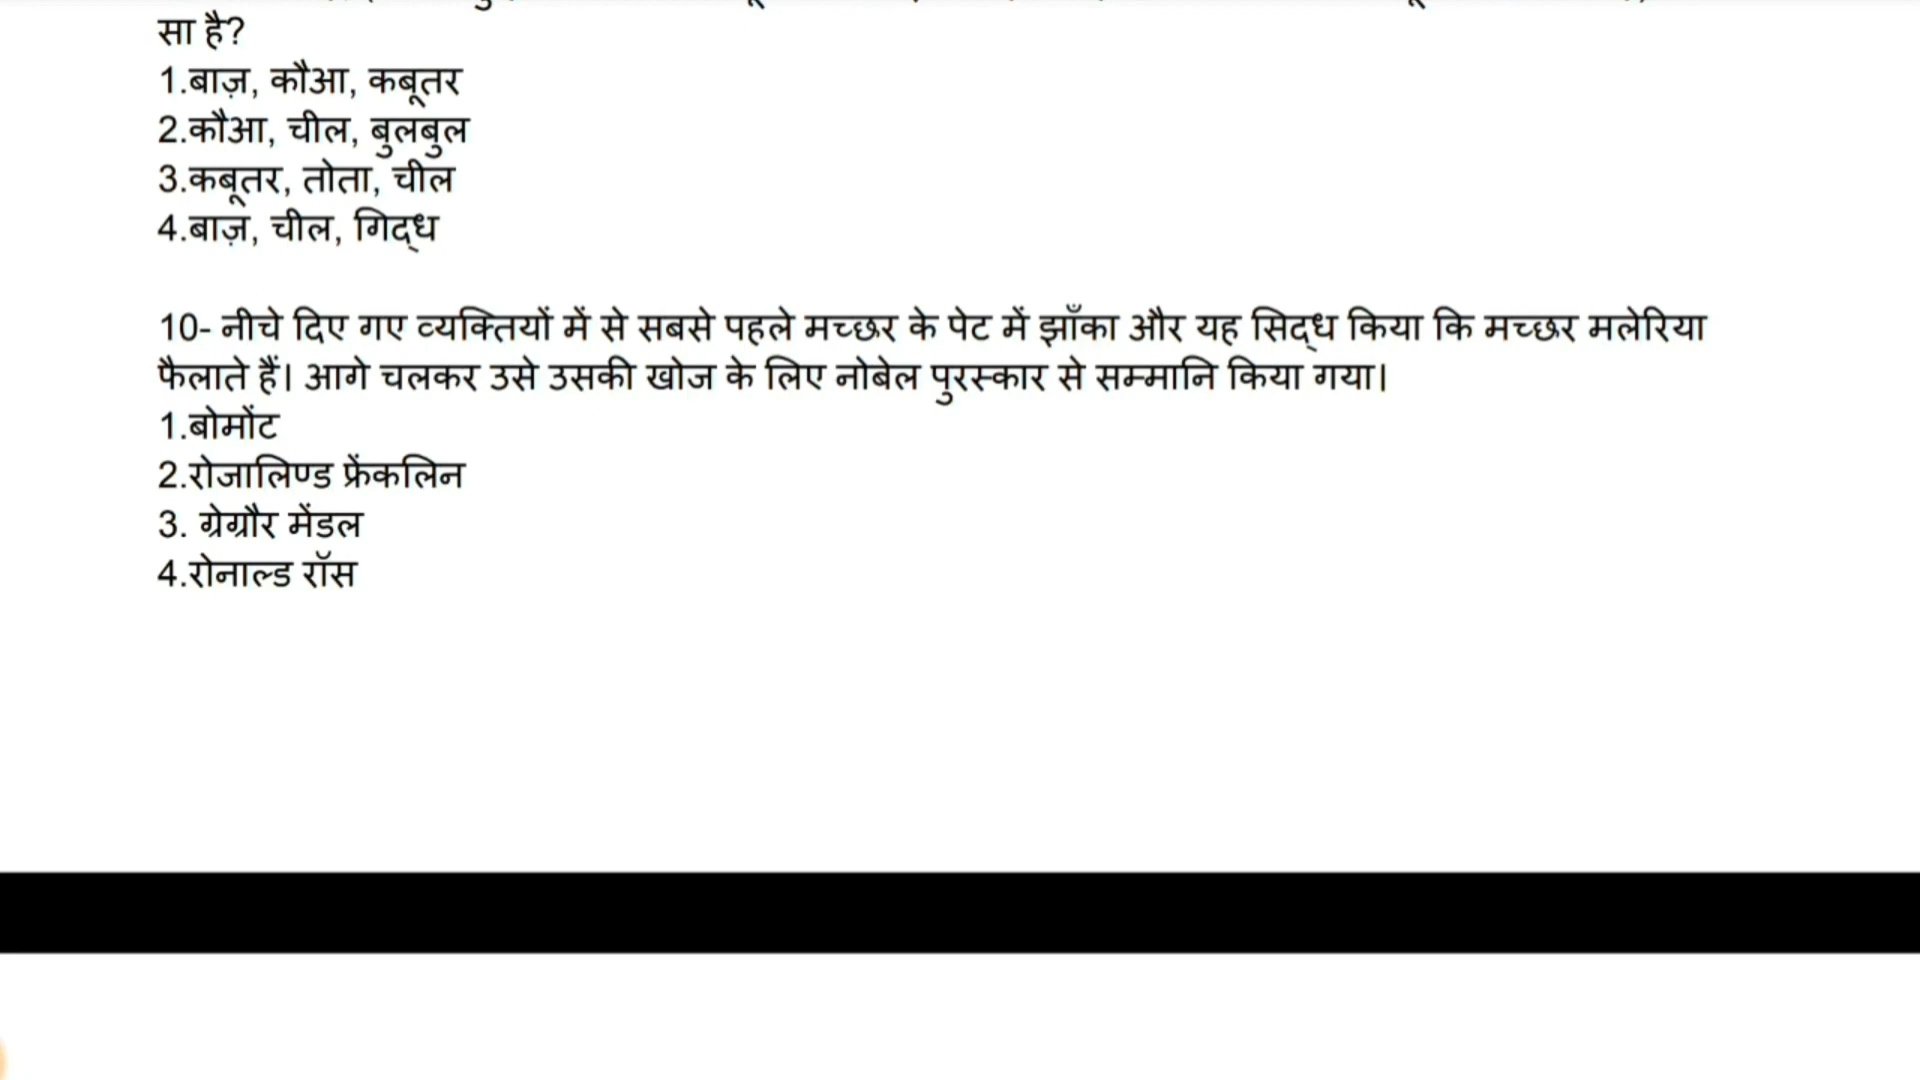 सा है?
1.बाज़, कौआ, कबूतर
2.कौआ, चील, बुलबुल
3.कबूतर, तोता, चील
4.बाज़, चील, गिद्ध
10- नीचे दिए गए व्यक्तियों में से सबसे पहले मच्छर के पेट में झाँका और यह सिद्ध किया कि मच्छर मलेरिया
फैलाते हैं। आगे चलकर उसे उसकी खोज के लिए नोबेल पुरस्कार से सम्मानि किया गया।
1.बोमोंट
2.रोजालिण्ड फ्रेंकलिन
3. ग्रेग्रौर मेंडल
4.रोनाल्ड रॉस